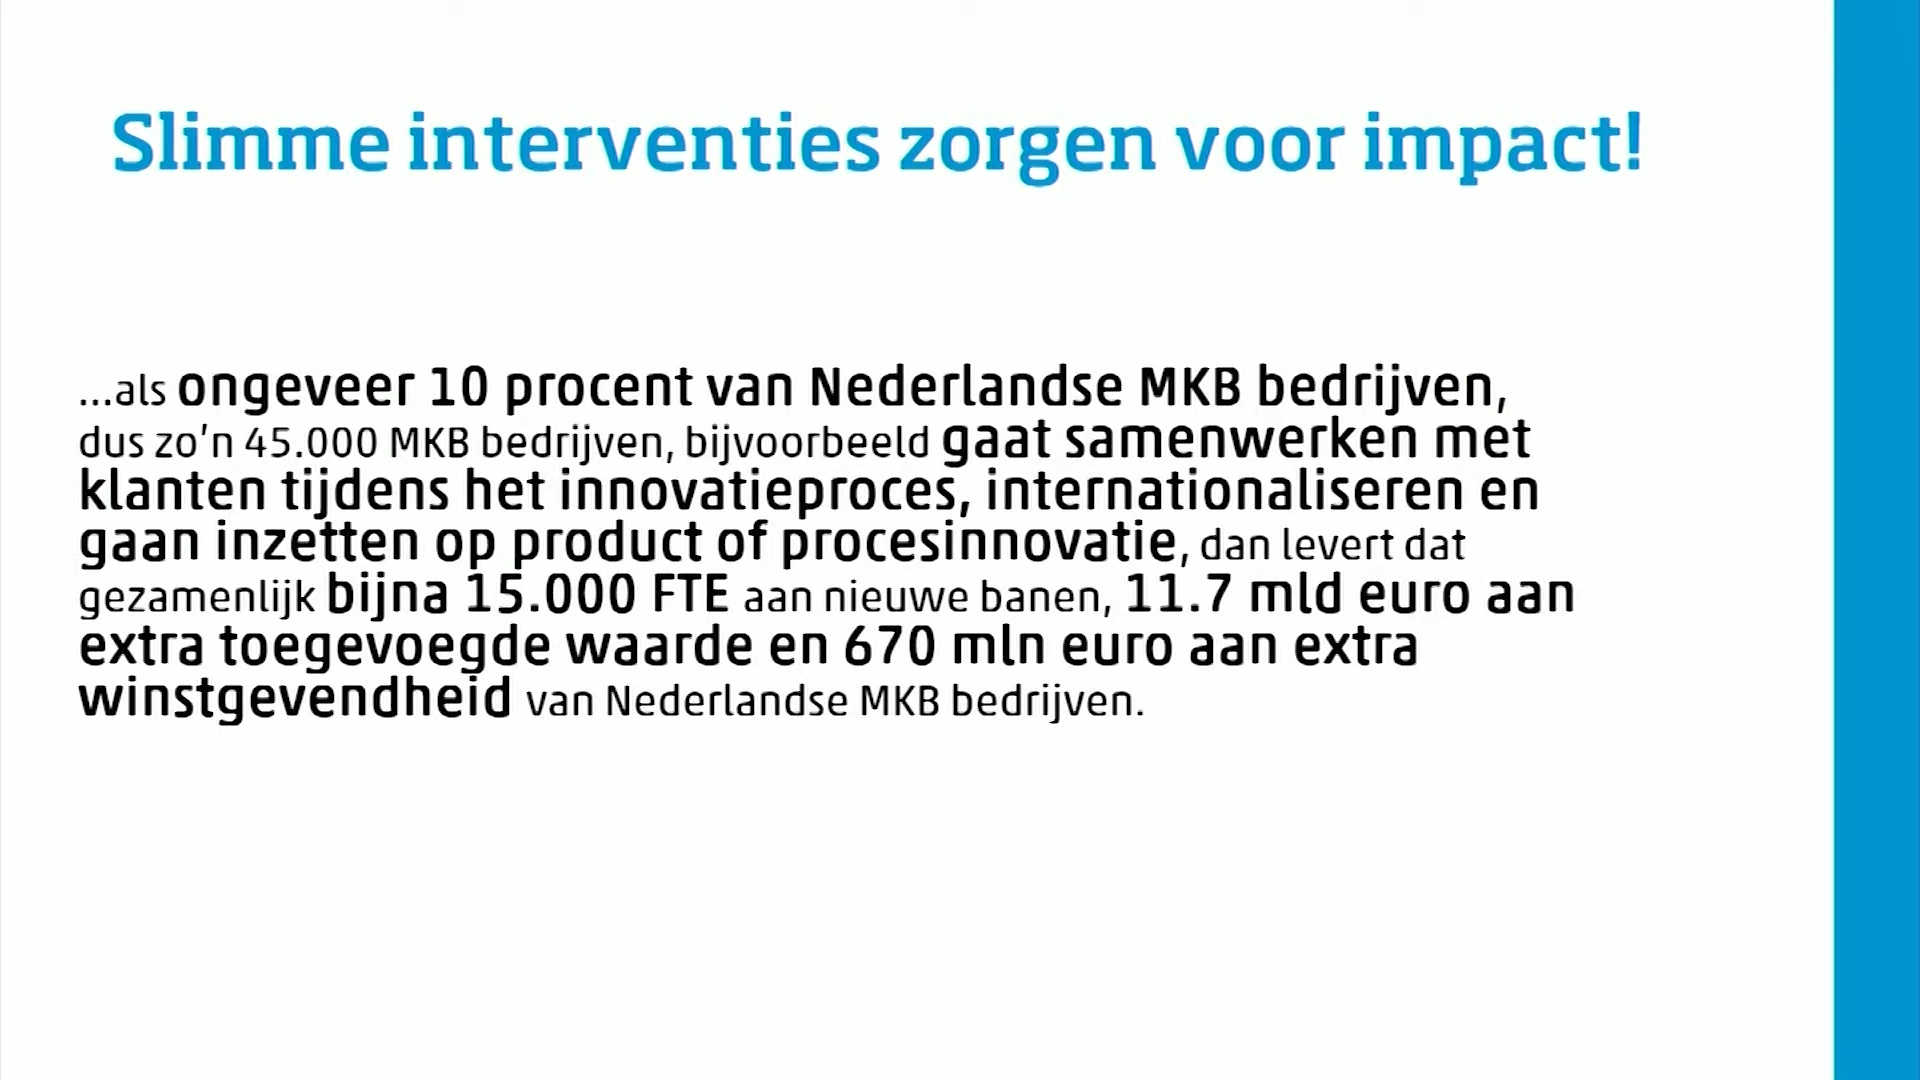 Slimme interventies zorgen voor impact!
...als ongeveer 10 procent van Nederlandse MKB bedrijven,
dus zo'n 45.000 MKB bedrijven, bijvoorbeeld gaat samenwerken met
klanten tijdens het innovatieproces, internationaliseren en
gaan inzetten op product of procesinnovatie, dan levert dat
gezamenlijk bijna 15.000 FTE aan nieuwe banen, 11.7 mld euro aan
extra toegevoegde waarde en 670 mln euro aan extra
winstgevendheid van Nederlandse MKB bedrijven.